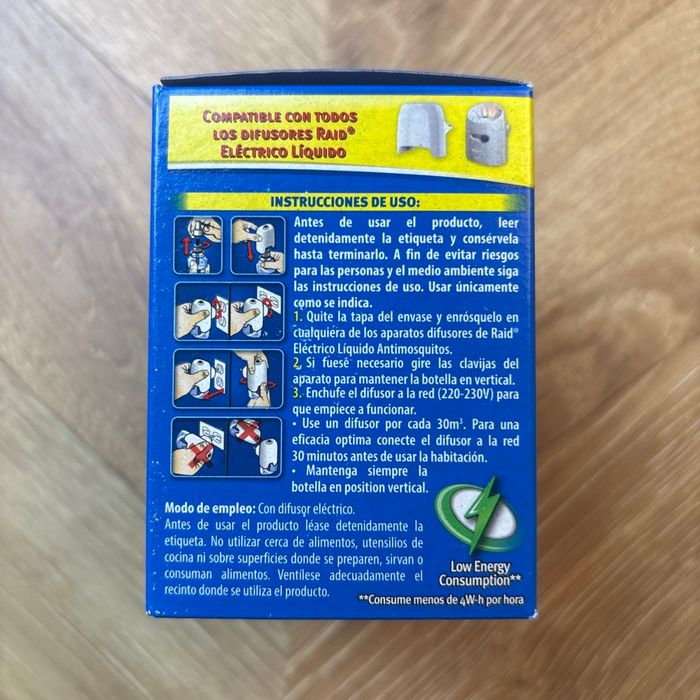 COMPATIBLE CON TODOS
LOS DIFUSORES RAID®
ELÉCTRICO LÍQUIDO
INSTRUCCIONES DE USO:
Antes de usar el producto, leer
detenidamente la etiqueta y consérvela
hasta terminarlo. A fin de evitar riesgos
para las personas y el medio ambiente siga
las instrucciones de uso. Usar únicamente
como se indica.
1. Quite la tapa del envase y enrósquelo en
cualquiera de los aparatos difusores de Raid®
Eléctrico Líquido Antimosquitos.
2. Si fuesé necesario gire las clavijas del
aparato para mantener la botella en vertical.
3. Enchufe el difusor a la red (220-230V) para
que empiece a funcionar.
• Use un difusor por cada 30m³. Para una
eficacia optima conecte el difusor a la red
30 minutos antes de usar la habitación.
• Mantenga siempre la
botella en position vertical.
Modo de empleo: Con difusor eléctrico.
Antes de usar el producto léase detenidamente la
etiqueta. No utilizar cerca de alimentos, utensilios de
cocina ni sobre superficies donde se preparen, sirvan o
consuman alimentos. Ventílese adecuadamente el
recinto donde se utiliza el producto.
Low Energy
Consumption**
**Consume menos de 4W·h por hora